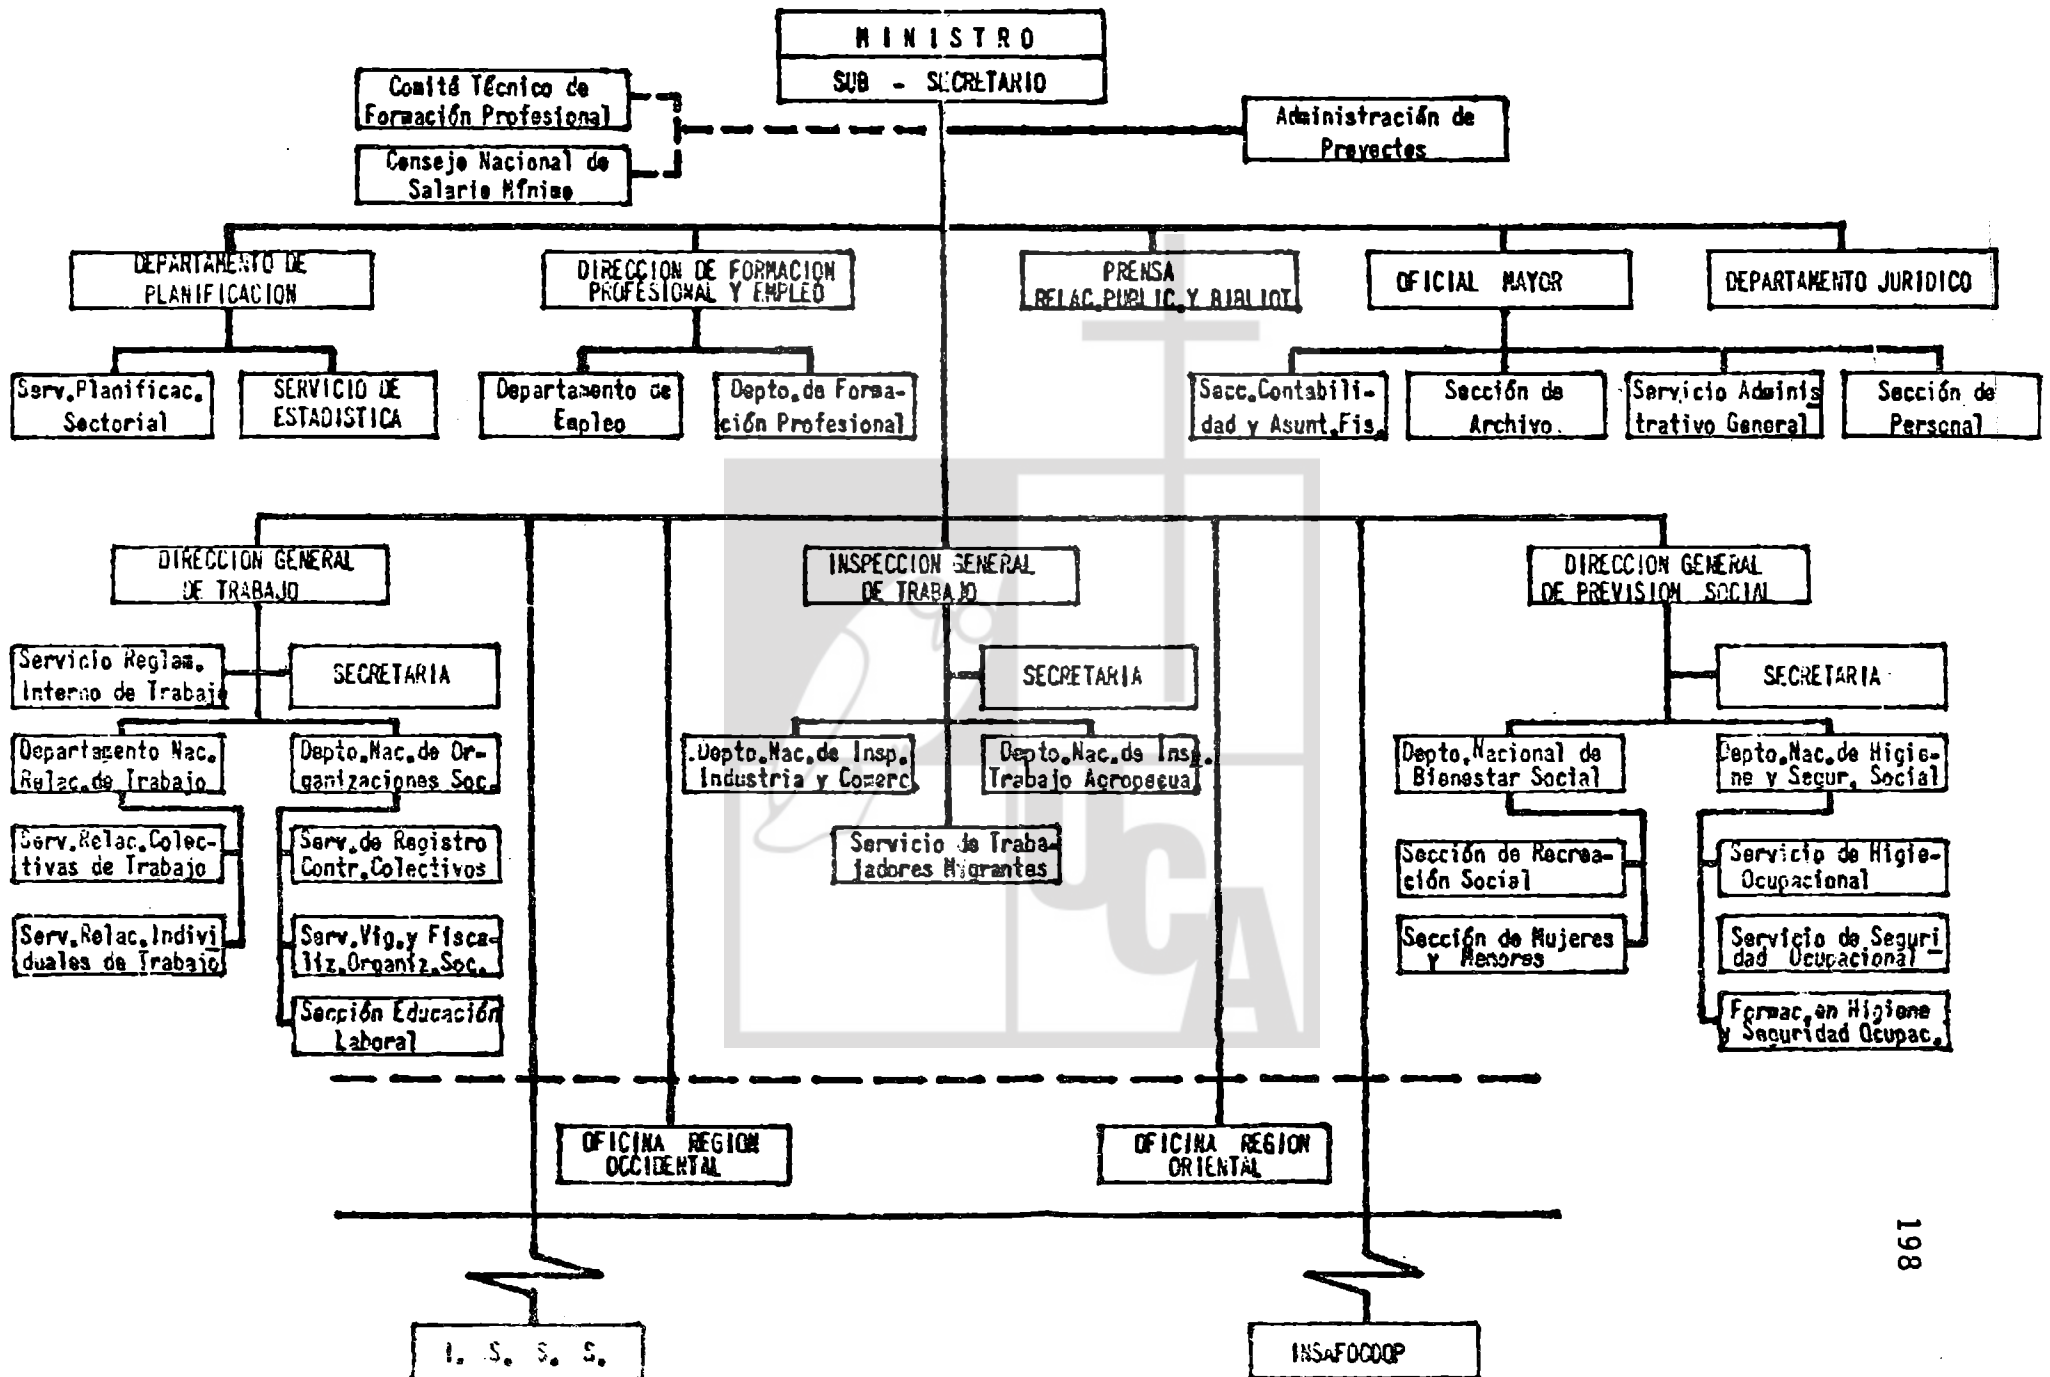 MINISTRO
SUB - SECRETARIO
Comité Técnico de
Formación Profesional
Consejo Nacional de
Salario Mínimo
Administración de
Proyectos
DEPARTAMENTO DE
PLANIFICACION
DIRECCION DE FORMACION
PROFESIONAL Y EMPLEO
PRENSA
RELAC.PUBLIC.Y BIBLIOT.
OFICIAL MAYOR
DEPARTAMENTO JURIDICO
Serv.Planificac.
Sectorial
SERVICIO DE
ESTADISTICA
Departamento de
Empleo
Depto.de Forma-
ción Profesional
Secc.Contabili-
dad y Asunt.Fis.
Sección de
Archivo.
Servicio Adminis
trativo General
Sección de
Personal
DIRECCION GENERAL
DE TRABAJO
INSPECCION GENERAL
DE TRABAJO
DIRECCION GENERAL
DE PREVISION SOCIAL
Servicio Reglam.
Interno de Trabajo
SECRETARIA
SECRETARIA
SECRETARIA
Departamento Nac.
Relac.de Trabajo
Depto.Nac.de Or-
ganizaciones Soc.
.Depto.Nac.de Insp.
Industria y Comerc
Depto.Nac.de Insp.
Trabajo Agropecua
Depto.Nacional de
Bienestar Social
Depto.Nac.de Higie-
ne y Segur. Social
Serv.Relac.Colec-
tivas de Trabajo
Serv.de Registro
Contr.Colectivos
Servicio de Traba-
jadores Migrantes
Sección de Recrea-
ción Social
Servicio de Higie-
Ocupacional
Serv.Relac.Indivi
duales de Trabajo
Serv.Vig.y Fisca-
liz.Organiz.Soc.
Sección de Mujeres
y Menores
Servicio de Seguri
dad Ocupacional
Sección Educación
Laboral
Formac.en Higiene
y Seguridad Ocupac.
OFICINA REGION
OCCIDENTAL
OFICINA REGION
ORIENTAL
I. S. S. S.
INSAFOCOOP
198
UCA